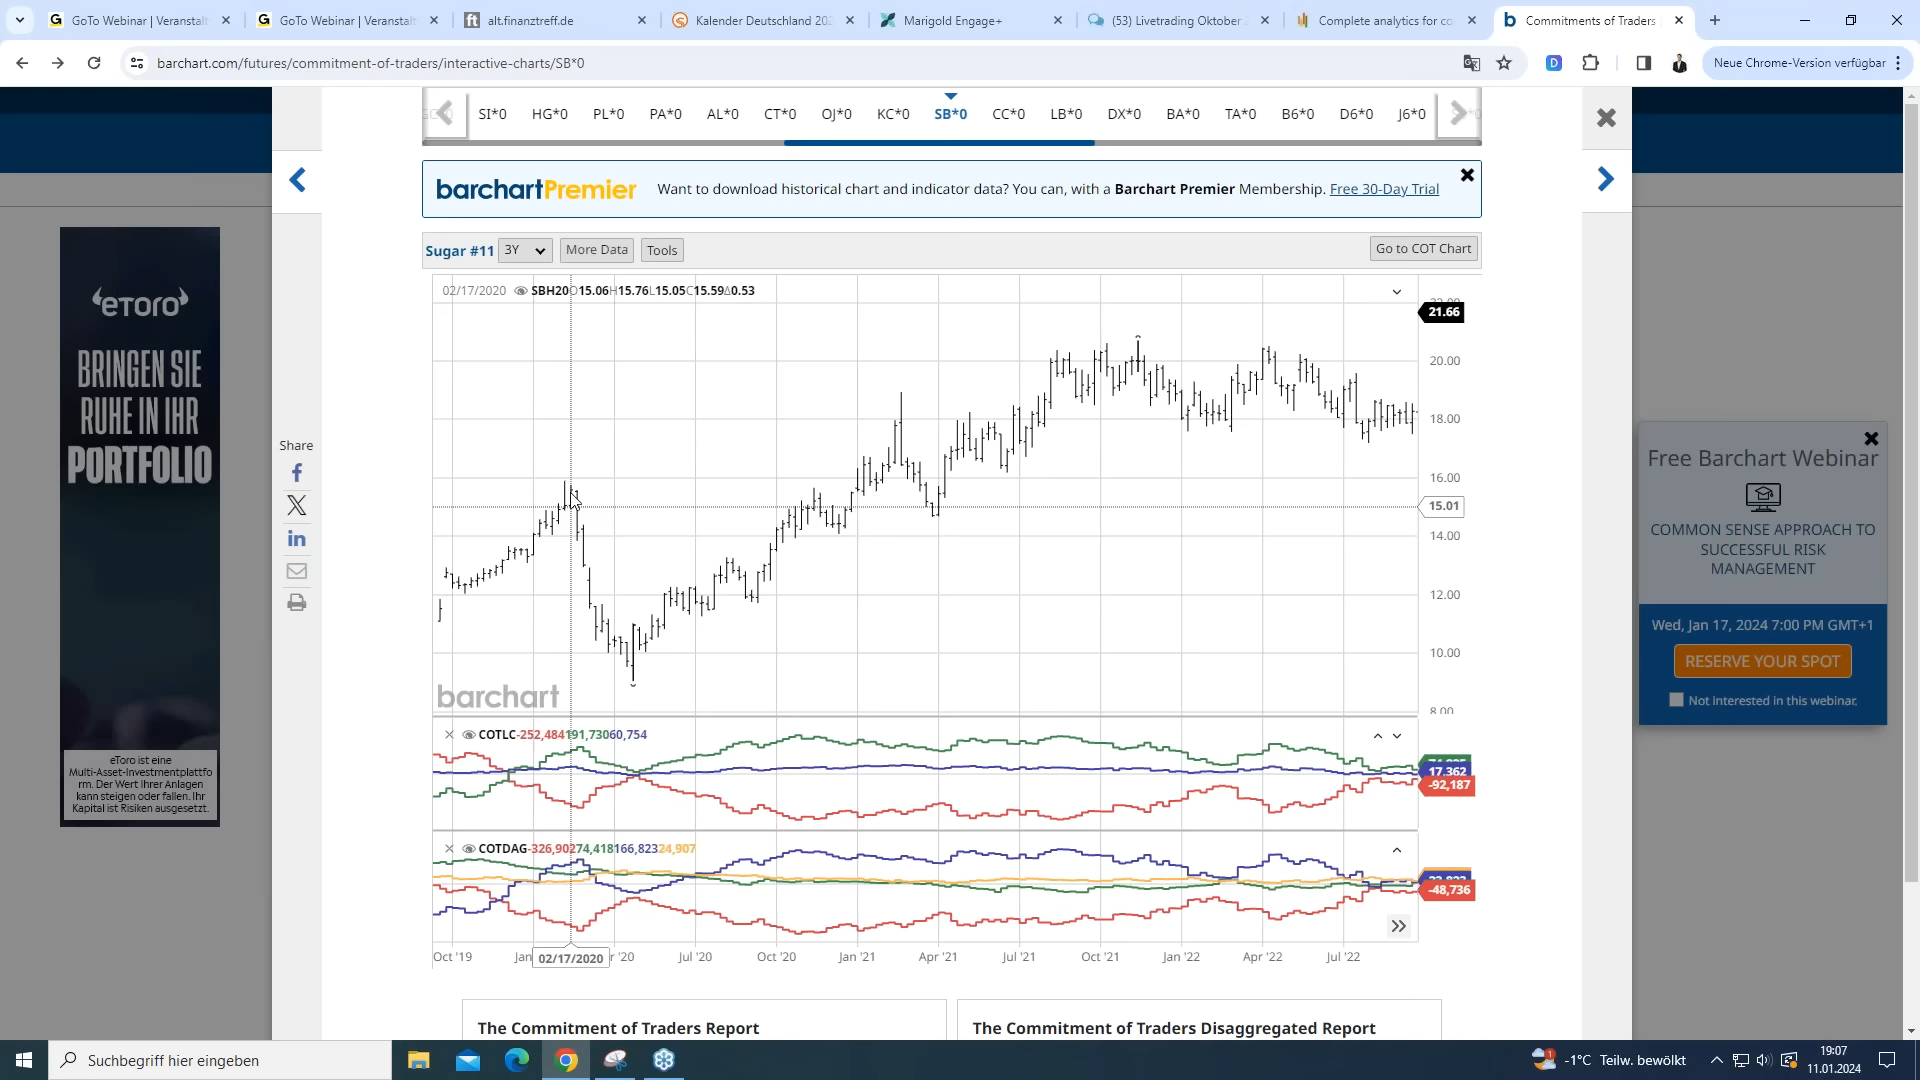 GoTo Webinar | Veranstalt
GoTo Webinar | Veranstalt
ft alt.finanztreff.de
Kalender Deutschland 202
Marigold Engage+
(53) Livetrading Oktober 2
Complete analytics for co
b Commitments of Traders
barchart.com/futures/commitment-of-traders/interactive-charts/SB*0
Neue Chrome-Version verfügbar
SI*0 HG*0 PL*0 PA*0 AL*0 CT*0 OJ*0 KC*0 SB*0 CC*0 LB*0 DX*0 BA*0 TA*0 B6*0 D6*0 J6*0
barchartPremier Want to download historical chart and indicator data? You can, with a Barchart Premier Membership. Free 30-Day Trial
Sugar #11 3Y More Data Tools Go to COT Chart
02/17/2020 SBH20 O15.06 H15.76 L15.05 C15.59 Δ0.53
22.00
21.66
20.00
18.00
16.00
15.01
14.00
12.00
10.00
8.00
barchart
COTLC -252,484 191,730 60,754
17,362
-92,187
COTDAG -326,902 74,418 166,823 24,907
-48,736
Oct '19 Jan 02/17/2020 r '20 Jul '20 Oct '20 Jan '21 Apr '21 Jul '21 Oct '21 Jan '22 Apr '22 Jul '22
The Commitment of Traders Report
The Commitment of Traders Disaggregated Report
Share
eToro
BRINGEN SIE
RUHE IN IHR
PORTFOLIO
eToro ist eine
Multi-Asset-Investmentplattfo
rm. Der Wert Ihrer Anlagen
kann steigen oder fallen. Ihr
Kapital ist Risiken ausgesetzt.
Free Barchart Webinar
COMMON SENSE APPROACH TO
SUCCESSFUL RISK
MANAGEMENT
Wed, Jan 17, 2024 7:00 PM GMT+1
RESERVE YOUR SPOT
Not interested in this webinar.
Suchbegriff hier eingeben
-1°C Teilw. bewölkt
19:07
11.01.2024